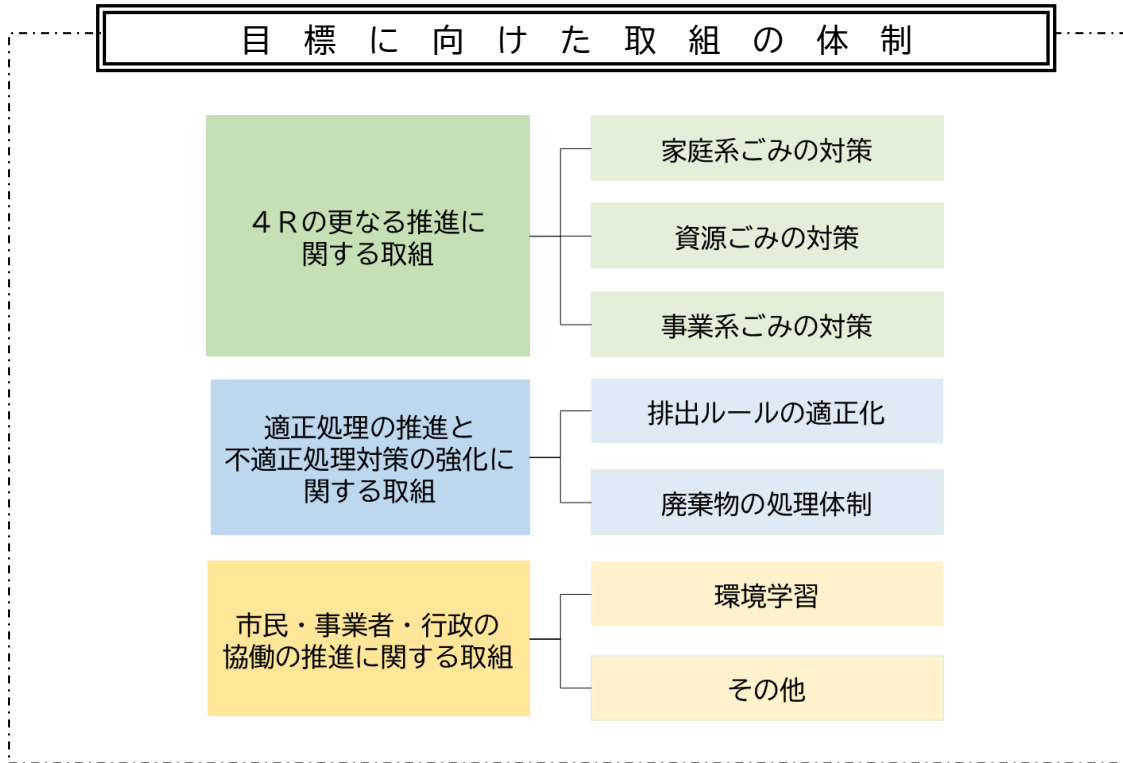 目標に向けた取組の体制
４Ｒの更なる推進に
関する取組
家庭系ごみの対策
資源ごみの対策
事業系ごみの対策
適正処理の推進と
不適正処理対策の強化に
関する取組
排出ルールの適正化
廃棄物の処理体制
市民・事業者・行政の
協働の推進に関する取組
環境学習
その他